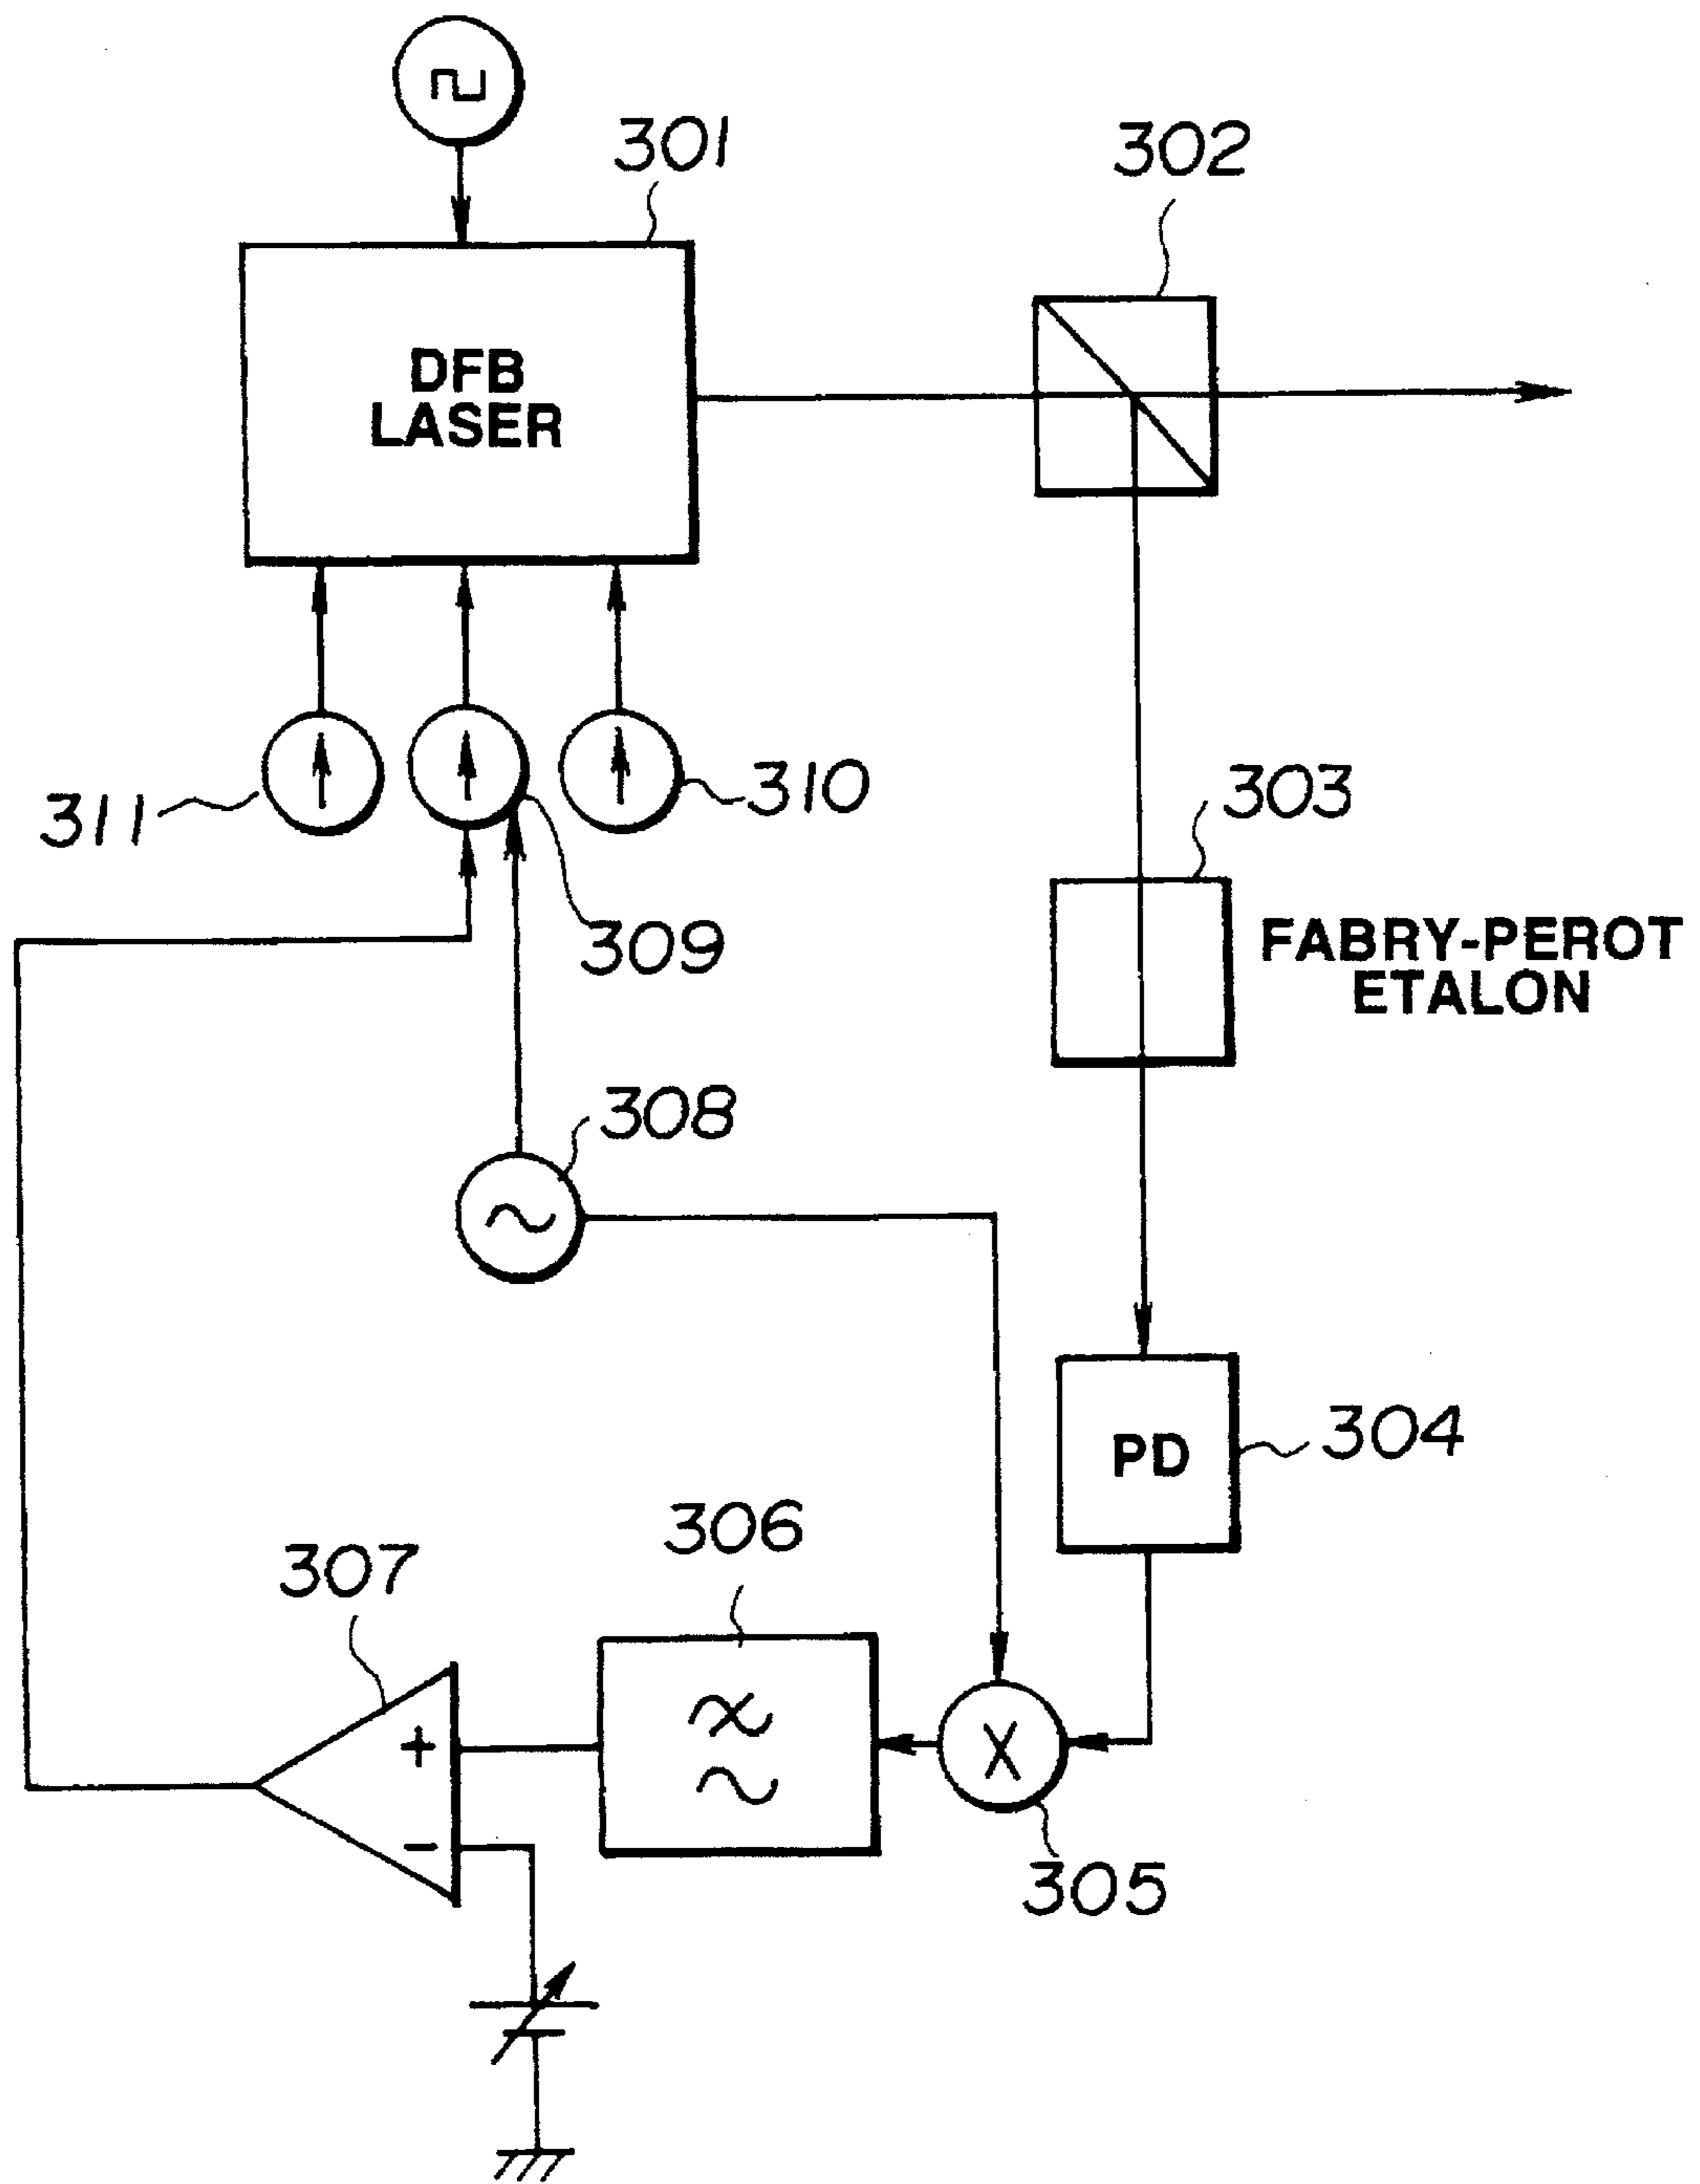 301
302
DFB
LASER
311
310
303
309
FABRY-PEROT
ETALON
308
304
PD
306
307
+
X
−
305